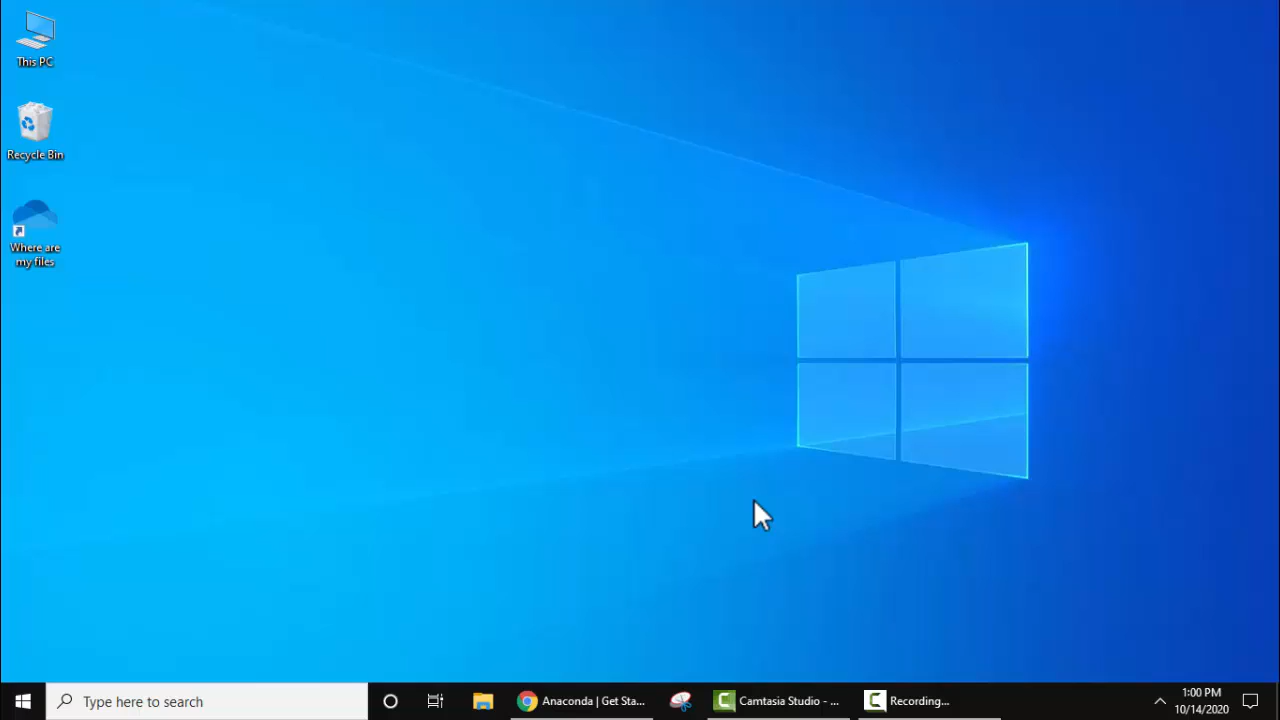 This PC
Recycle Bin
Where are
my files
Type here to search
Anaconda | Get Sta...
Camtasia Studio - ...
Recording...
1:00 PM
10/14/2020